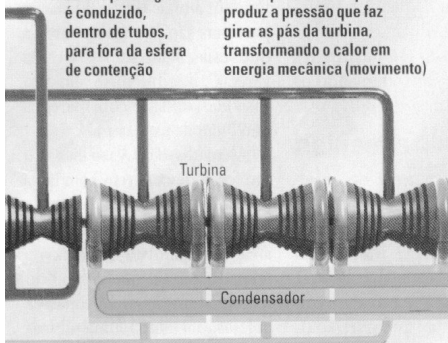 é conduzido,
dentro de tubos,
para fora da esfera
de contenção
produz a pressão que faz
girar as pás da turbina,
transformando o calor em
energia mecânica (movimento)
Turbina
Condensador